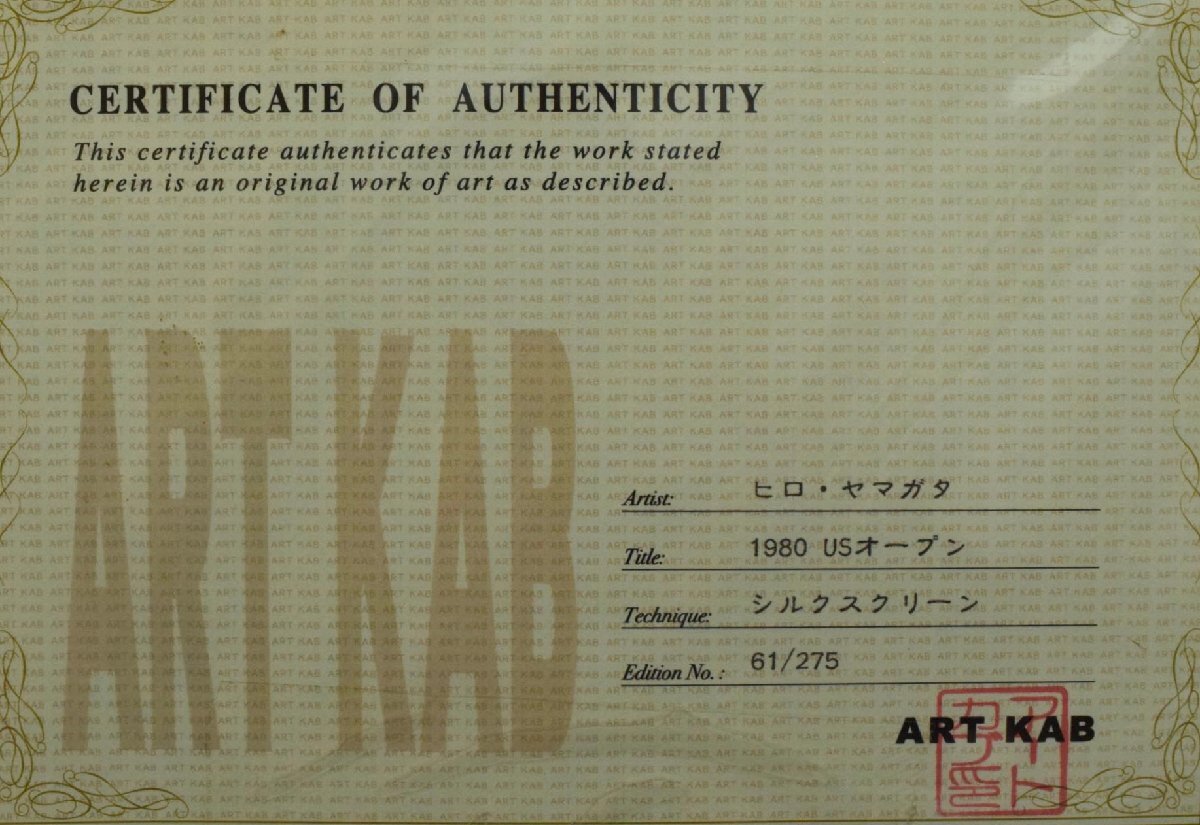 CERTIFICATE OF AUTHENTICITY
This certificate authenticates that the work stated
herein is an original work of art as described.
ART KAB
Artist: ヒロ・ヤマガタ
Title: 1980 USオープン
Technique: シルクスクリーン
Edition No. : 61/275
ART KAB